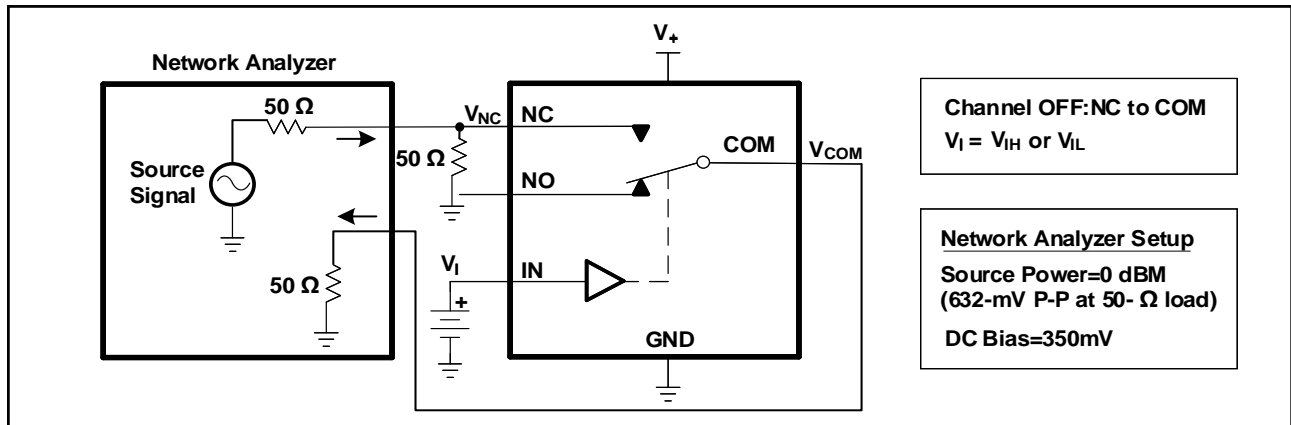 V+
Network Analyzer
50 Ω
VNC
NC
Channel OFF:NC to COM
VI = VIH or VIL
COM
VCOM
50 Ω
Source
Signal
NO
Network Analyzer Setup
Source Power=0 dBM
(632-mV P-P at 50- Ω load)
DC Bias=350mV
50 Ω
VI
IN
+
GND